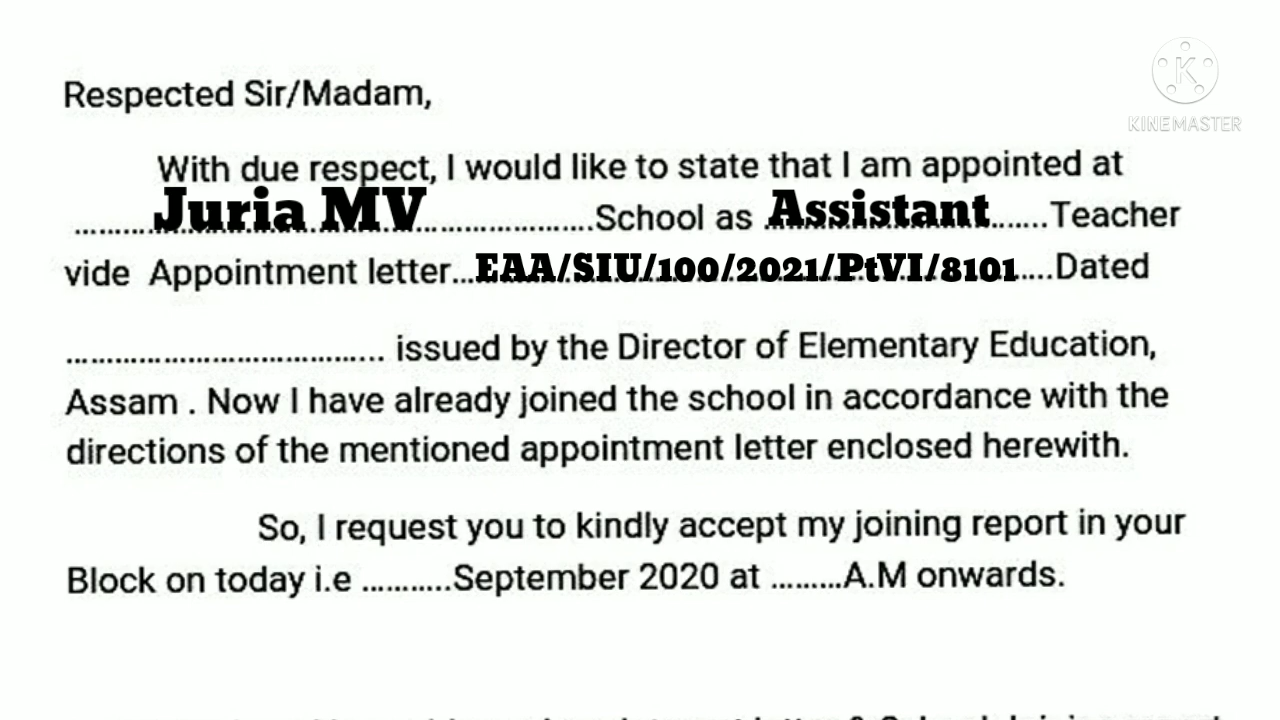 Respected Sir/Madam,
KINEMASTER
With due respect, I would like to state that I am appointed at
.........Juria MV......................School as .Assistant.......Teacher
vide Appointment letter...EAA/SIU/100/2021/PtVI/8101....Dated
....................................... issued by the Director of Elementary Education,
Assam . Now I have already joined the school in accordance with the
directions of the mentioned appointment letter enclosed herewith.
So, I request you to kindly accept my joining report in your
Block on today i.e ...........September 2020 at .........A.M onwards.